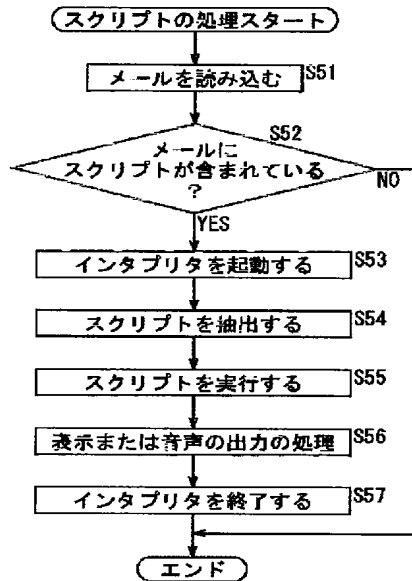 スクリプトの処理スタート
メールを読み込む
S51
S52
メールに
スクリプトが含まれている
?
NO
YES
インタプリタを起動する
S53
スクリプトを抽出する
S54
スクリプトを実行する
S55
表示または音声の出力の処理
S56
インタプリタを終了する
S57
エンド